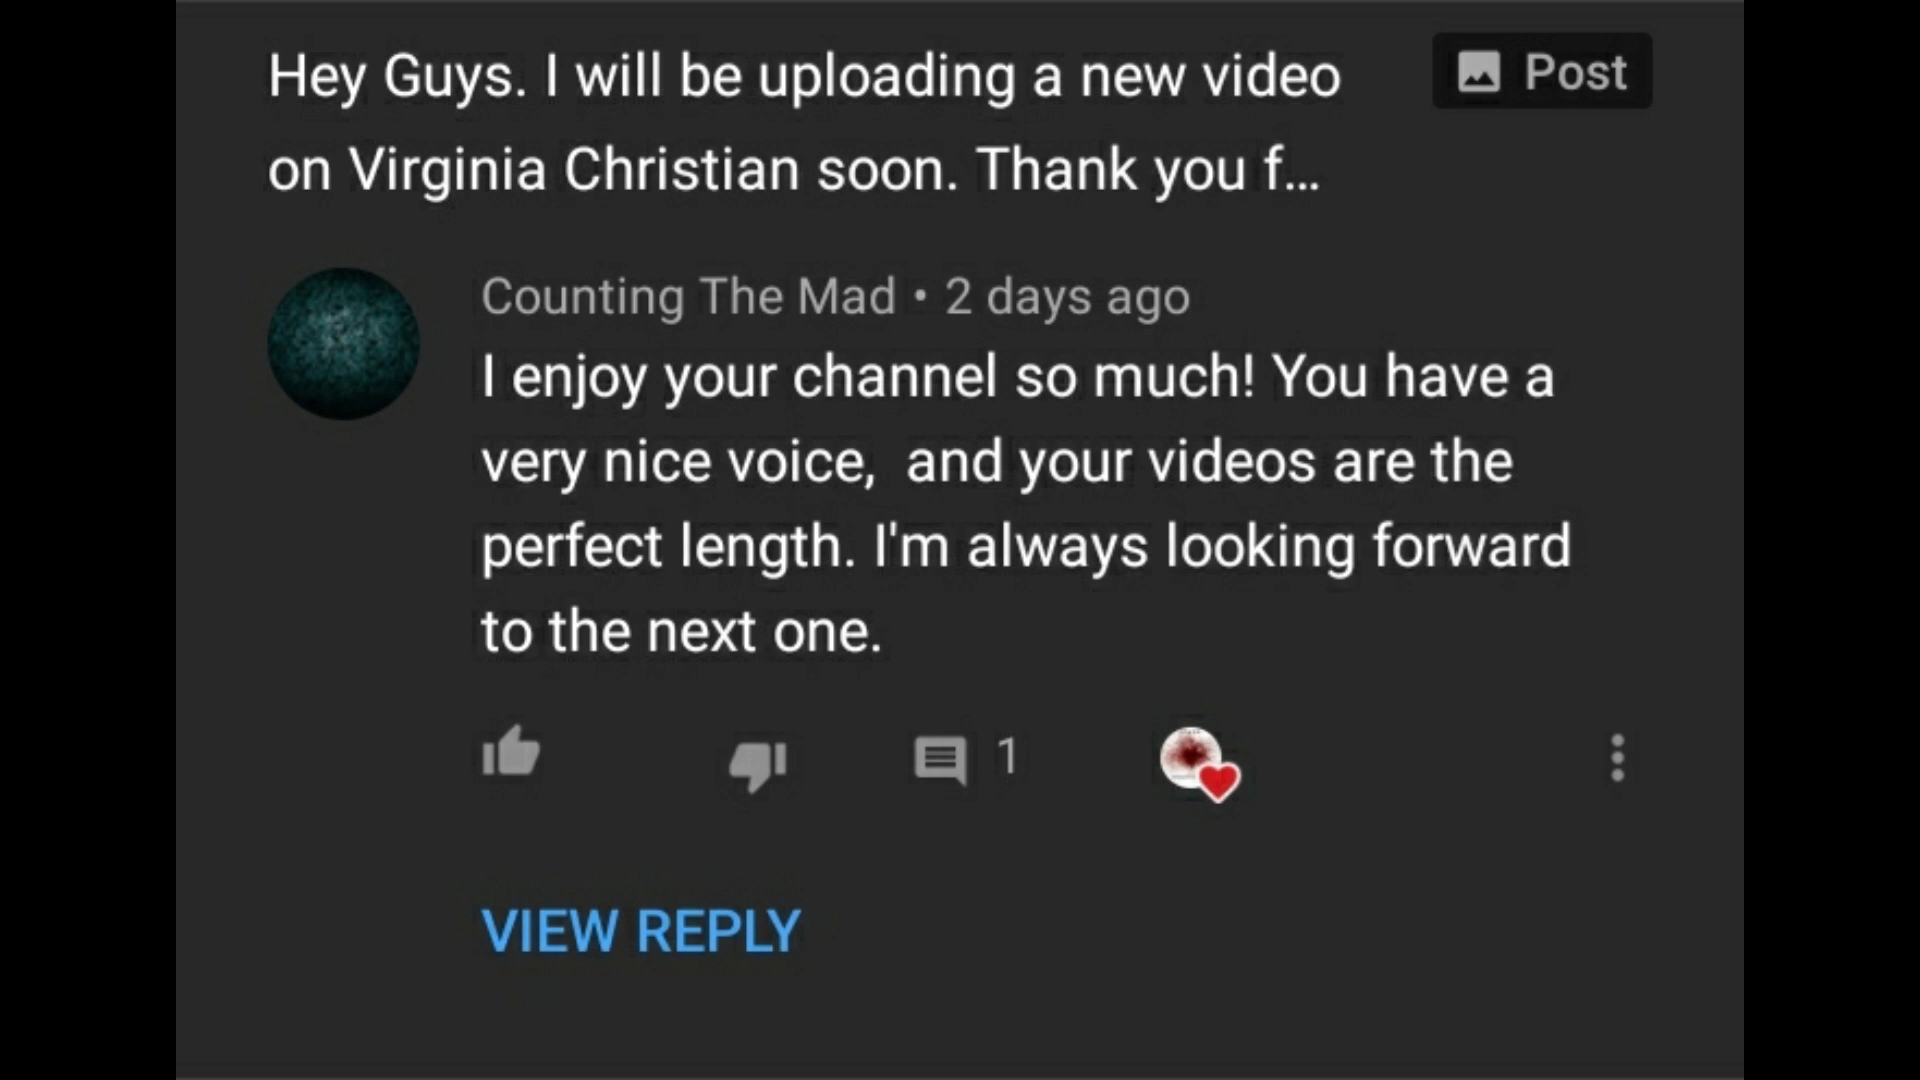 Hey Guys. I will be uploading a new video
on Virginia Christian soon. Thank you f...
Post
Counting The Mad • 2 days ago
I enjoy your channel so much! You have a
very nice voice,  and your videos are the
perfect length. I'm always looking forward
to the next one.
1
VIEW REPLY